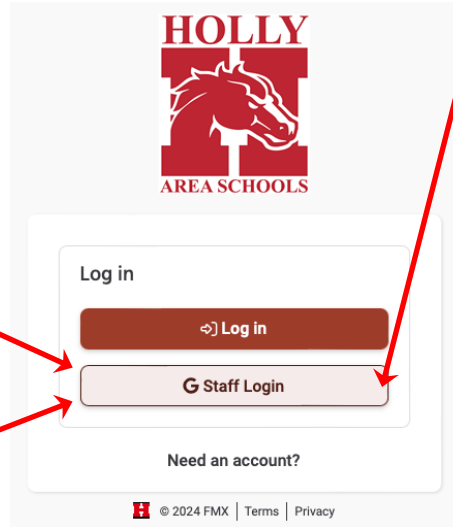 HOLLY
AREA SCHOOLS
Log in
Log in
G Staff Login
Need an account?
© 2024 FMX | Terms | Privacy